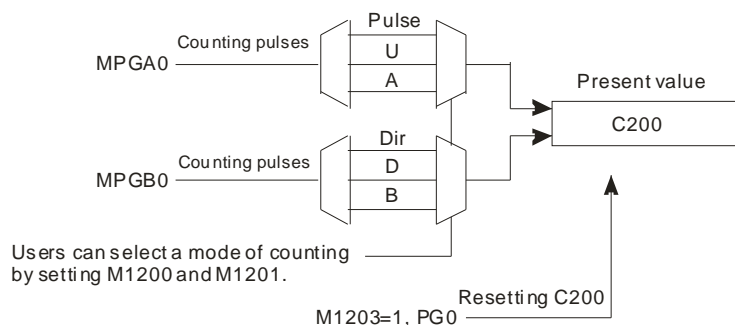 Pulse
Counting pulses
U
MPGA0
A
Present value
C200
Dir
Counting pulses
D
MPGB0
B
Users can select a mode of counting
by setting M1200 and M1201.
Resetting C200
M1203=1, PG0